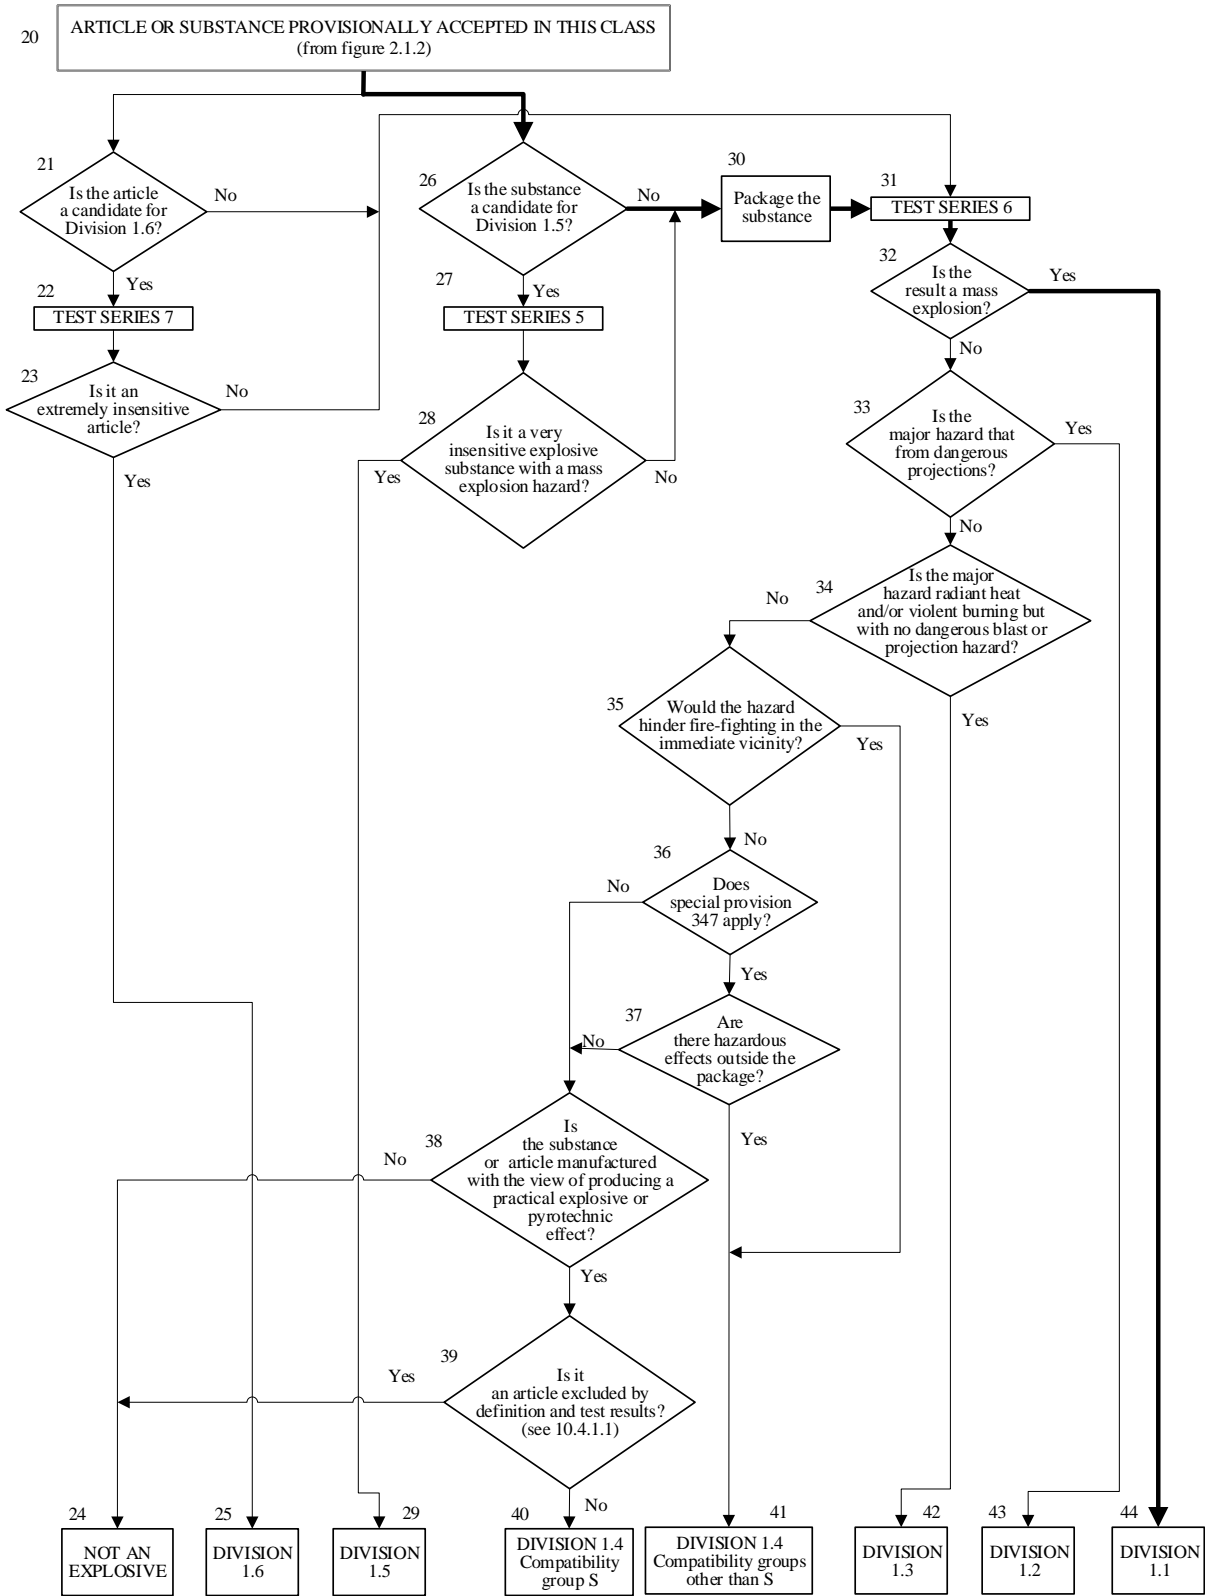 20
ARTICLE OR SUBSTANCE PROVISIONALLY ACCEPTED IN THIS CLASS
(from figure 2.1.2)
21
Is the article
a candidate for
Division 1.6?
No
Yes
22
TEST SERIES 7
23
Is it an
extremely insensitive
article?
No
Yes
26
Is the substance
a candidate for
Division 1.5?
No
Yes
27
TEST SERIES 5
28
Is it a very
insensitive explosive
substance with a mass
explosion hazard?
Yes
No
30
Package the
substance
31
TEST SERIES 6
32
Is the
result a mass
explosion?
Yes
No
33
Is the
major hazard that
from dangerous
projections?
Yes
No
34
Is the major
hazard radiant heat
and/or violent burning but
with no dangerous blast or
projection hazard?
No
Yes
35
Would the hazard
hinder fire-fighting in the
immediate vicinity?
Yes
No
36
Does
special provision
347 apply?
No
Yes
37
Are
there hazardous
effects outside the
package?
No
Yes
38
Is
the substance
or article manufactured
with the view of producing a
practical explosive or
pyrotechnic
effect?
No
Yes
39
Is it
an article excluded by
definition and test results?
(see 10.4.1.1)
Yes
No
24
NOT AN
EXPLOSIVE
25
DIVISION
1.6
29
DIVISION
1.5
40
DIVISION 1.4
Compatibility
group S
41
DIVISION 1.4
Compatibility groups
other than S
42
DIVISION
1.3
43
DIVISION
1.2
44
DIVISION
1.1